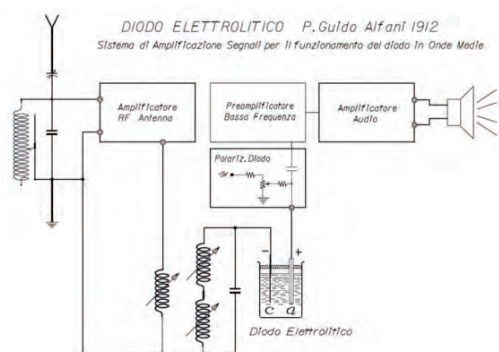 DIODO ELETTROLITICO P.Guido Alfani 1912
Sistema di Amplificazione Segnali per il funzionamento del diodo in Onde Medie
Amplificatore
RF Antenna
Preamplificatore
Bassa Frequenza
Amplificatore
Audio
Polariz.Diodo
-
+
C
a
Diodo Elettrolitico